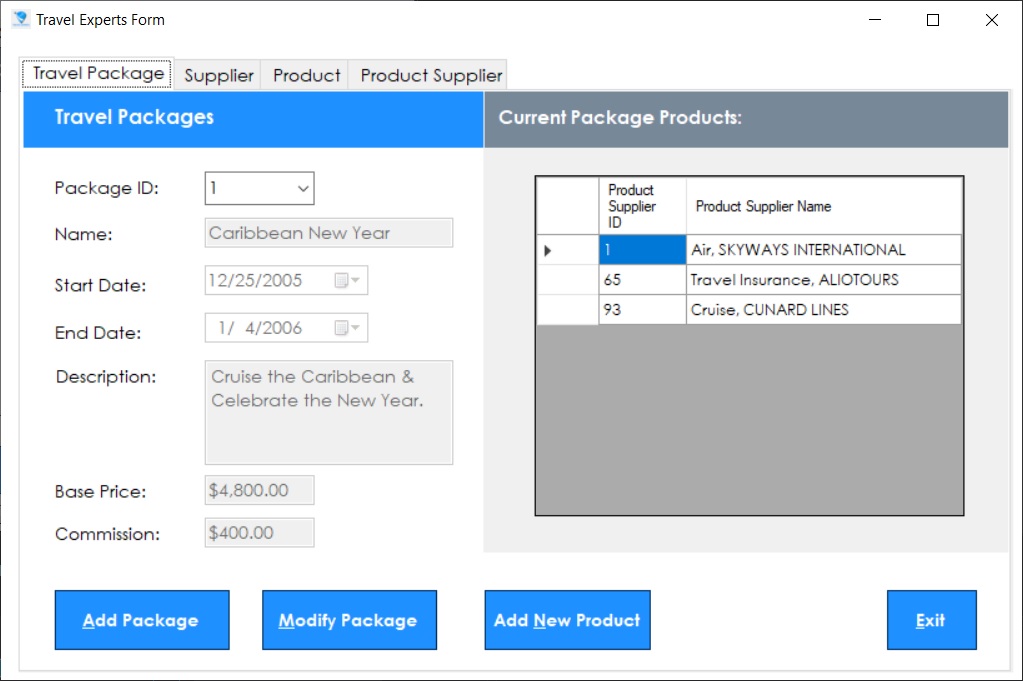 Travel Experts Form
Travel Package Supplier Product Product Supplier
Travel Packages
Package ID: 1
Name: Caribbean New Year
Start Date: 12/25/2005
End Date: 1/ 4/2006
Description: Cruise the Caribbean &
Celebrate the New Year.
Base Price: $4,800.00
Commission: $400.00
Current Package Products:
Product
Supplier
ID
Product Supplier Name
1 Air, SKYWAYS INTERNATIONAL
65 Travel Insurance, ALIOTOURS
93 Cruise, CUNARD LINES
Add Package Modify Package Add New Product Exit